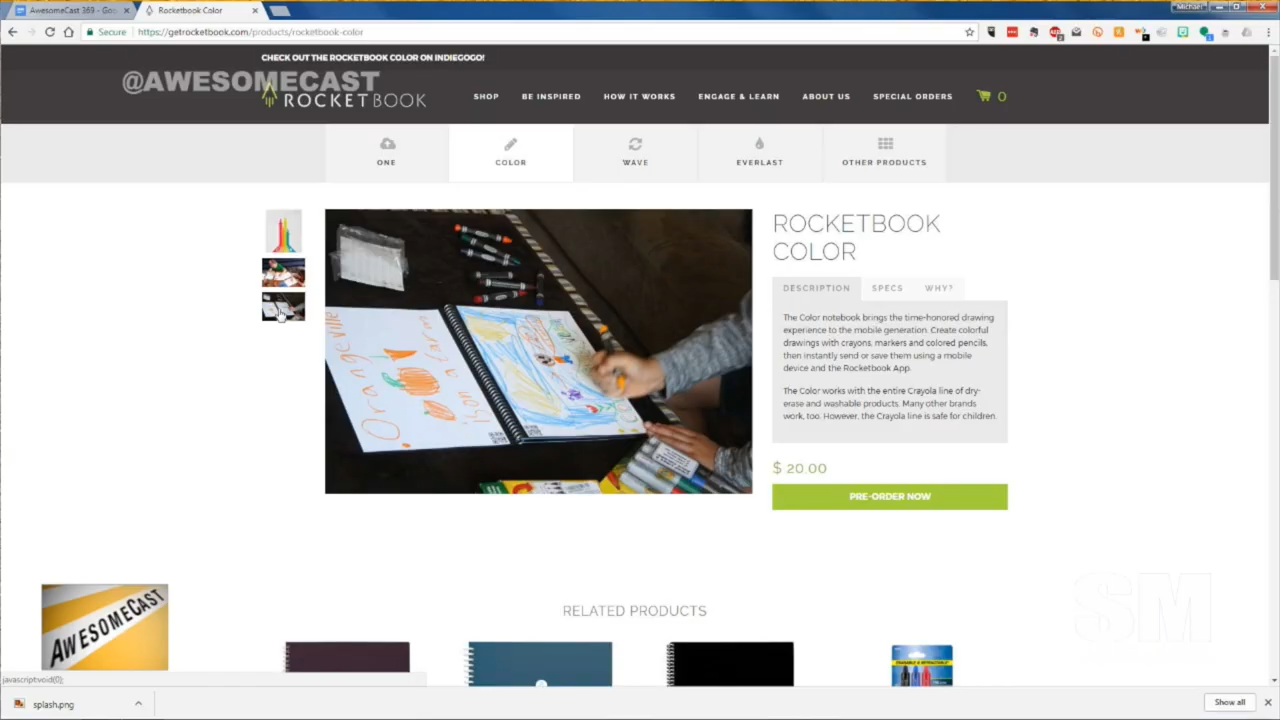 AwesomeCast 369 - Goo
Rocketbook Color
Michael
Secure
https://getrocketbook.com/products/rocketbook-color
CHECK OUT THE ROCKETBOOK COLOR ON INDIEGOGO!
@AWESOMECAST
ROCKETBOOK
SHOP
BE INSPIRED
HOW IT WORKS
ENGAGE & LEARN
ABOUT US
SPECIAL ORDERS
0
ONE
COLOR
WAVE
EVERLAST
OTHER PRODUCTS
ROCKETBOOK
COLOR
DESCRIPTION
SPECS
WHY?
The Color notebook brings the time-honored drawing
experience to the mobile generation. Create colorful
drawings with crayons, markers and colored pencils,
then instantly send or save them using a mobile
device and the Rocketbook App.
The Color works with the entire Crayola line of dry-
erase and washable products. Many other brands
work, too. However, the Crayola line is safe for children.
$ 20.00
PRE-ORDER NOW
AWESOMECAST
RELATED PRODUCTS
SM
javascript:void(0);
splash.png
Show all